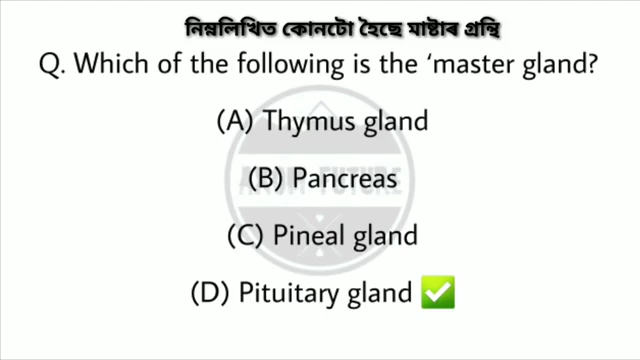 নিম্নলিখিত কোনটো হৈছে মাষ্টাৰ গ্ৰন্থি
Q. Which of the following is the ‘master gland?
(A) Thymus gland
(B) Pancreas
(C) Pineal gland
(D) Pituitary gland ✅